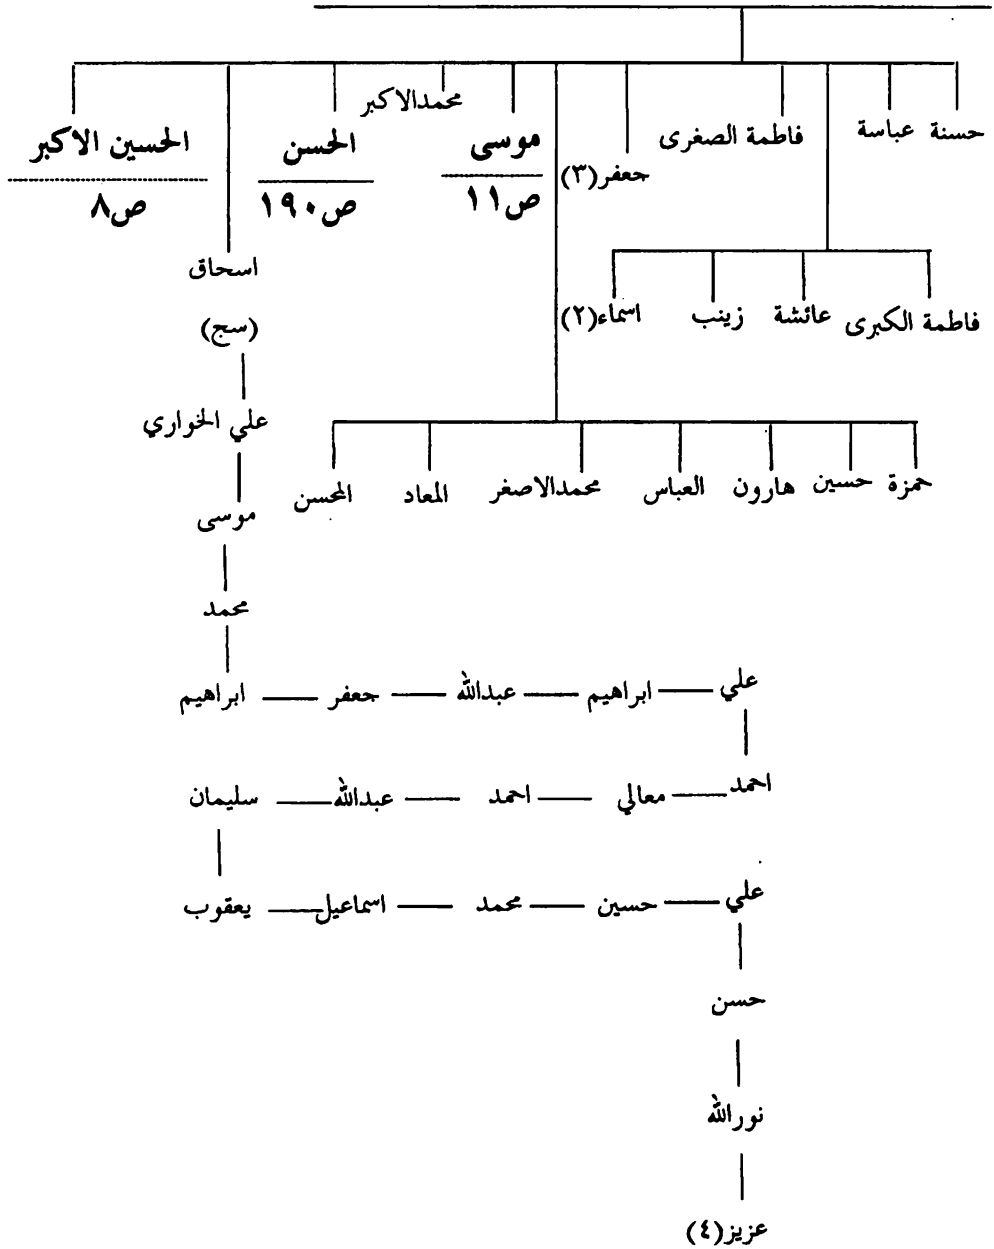 حسنة عباسة فاطمة الصغرى جعفر(٣) موسى محمدالاكبر الحسن الحسين الاكبر
ص١١ ص١٩٠ ص٨
فاطمة الكبرى عائشة زينب اسماء(٢)
اسحاق
(سج)
علي الخواري
حمزة حسين هارون العباس محمدالاصغر المعاد المحسن
موسى
محمد
علي ابراهيم عبدالله جعفر ابراهيم
احمد معالي احمد عبدالله سليمان
علي حسين محمد اسماعيل يعقوب
حسن
نورالله
عزيز(٤)